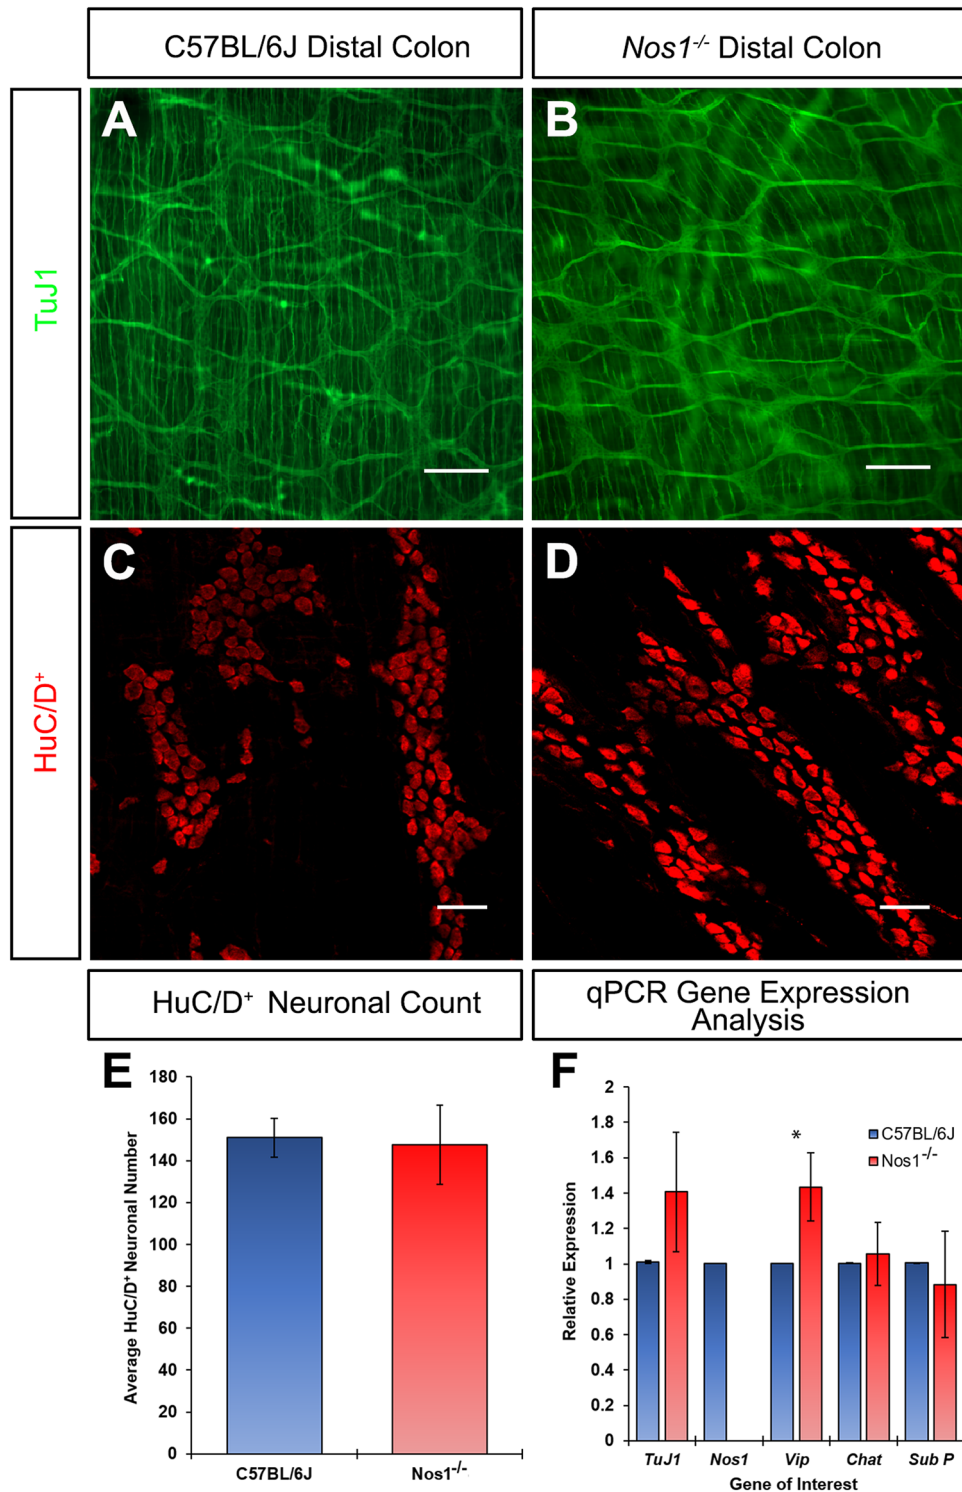 C57BL/6J Distal Colon
Nos1-/- Distal Colon
TuJ1
A
B
HuC/D+
C
D
HuC/D+ Neuronal Count
qPCR Gene Expression
Analysis
E
Average HuC/D+ Neuronal Number
180
160
140
120
100
80
60
40
20
0
C57BL/6J
Nos1-/-
F
Relative Expression
2
1.8
1.6
1.4
1.2
1
0.8
0.6
0.4
0.2
0
*
C57BL/6J
Nos1-/-
TuJ1
Nos1
Vip
Chat
Sub P
Gene of Interest